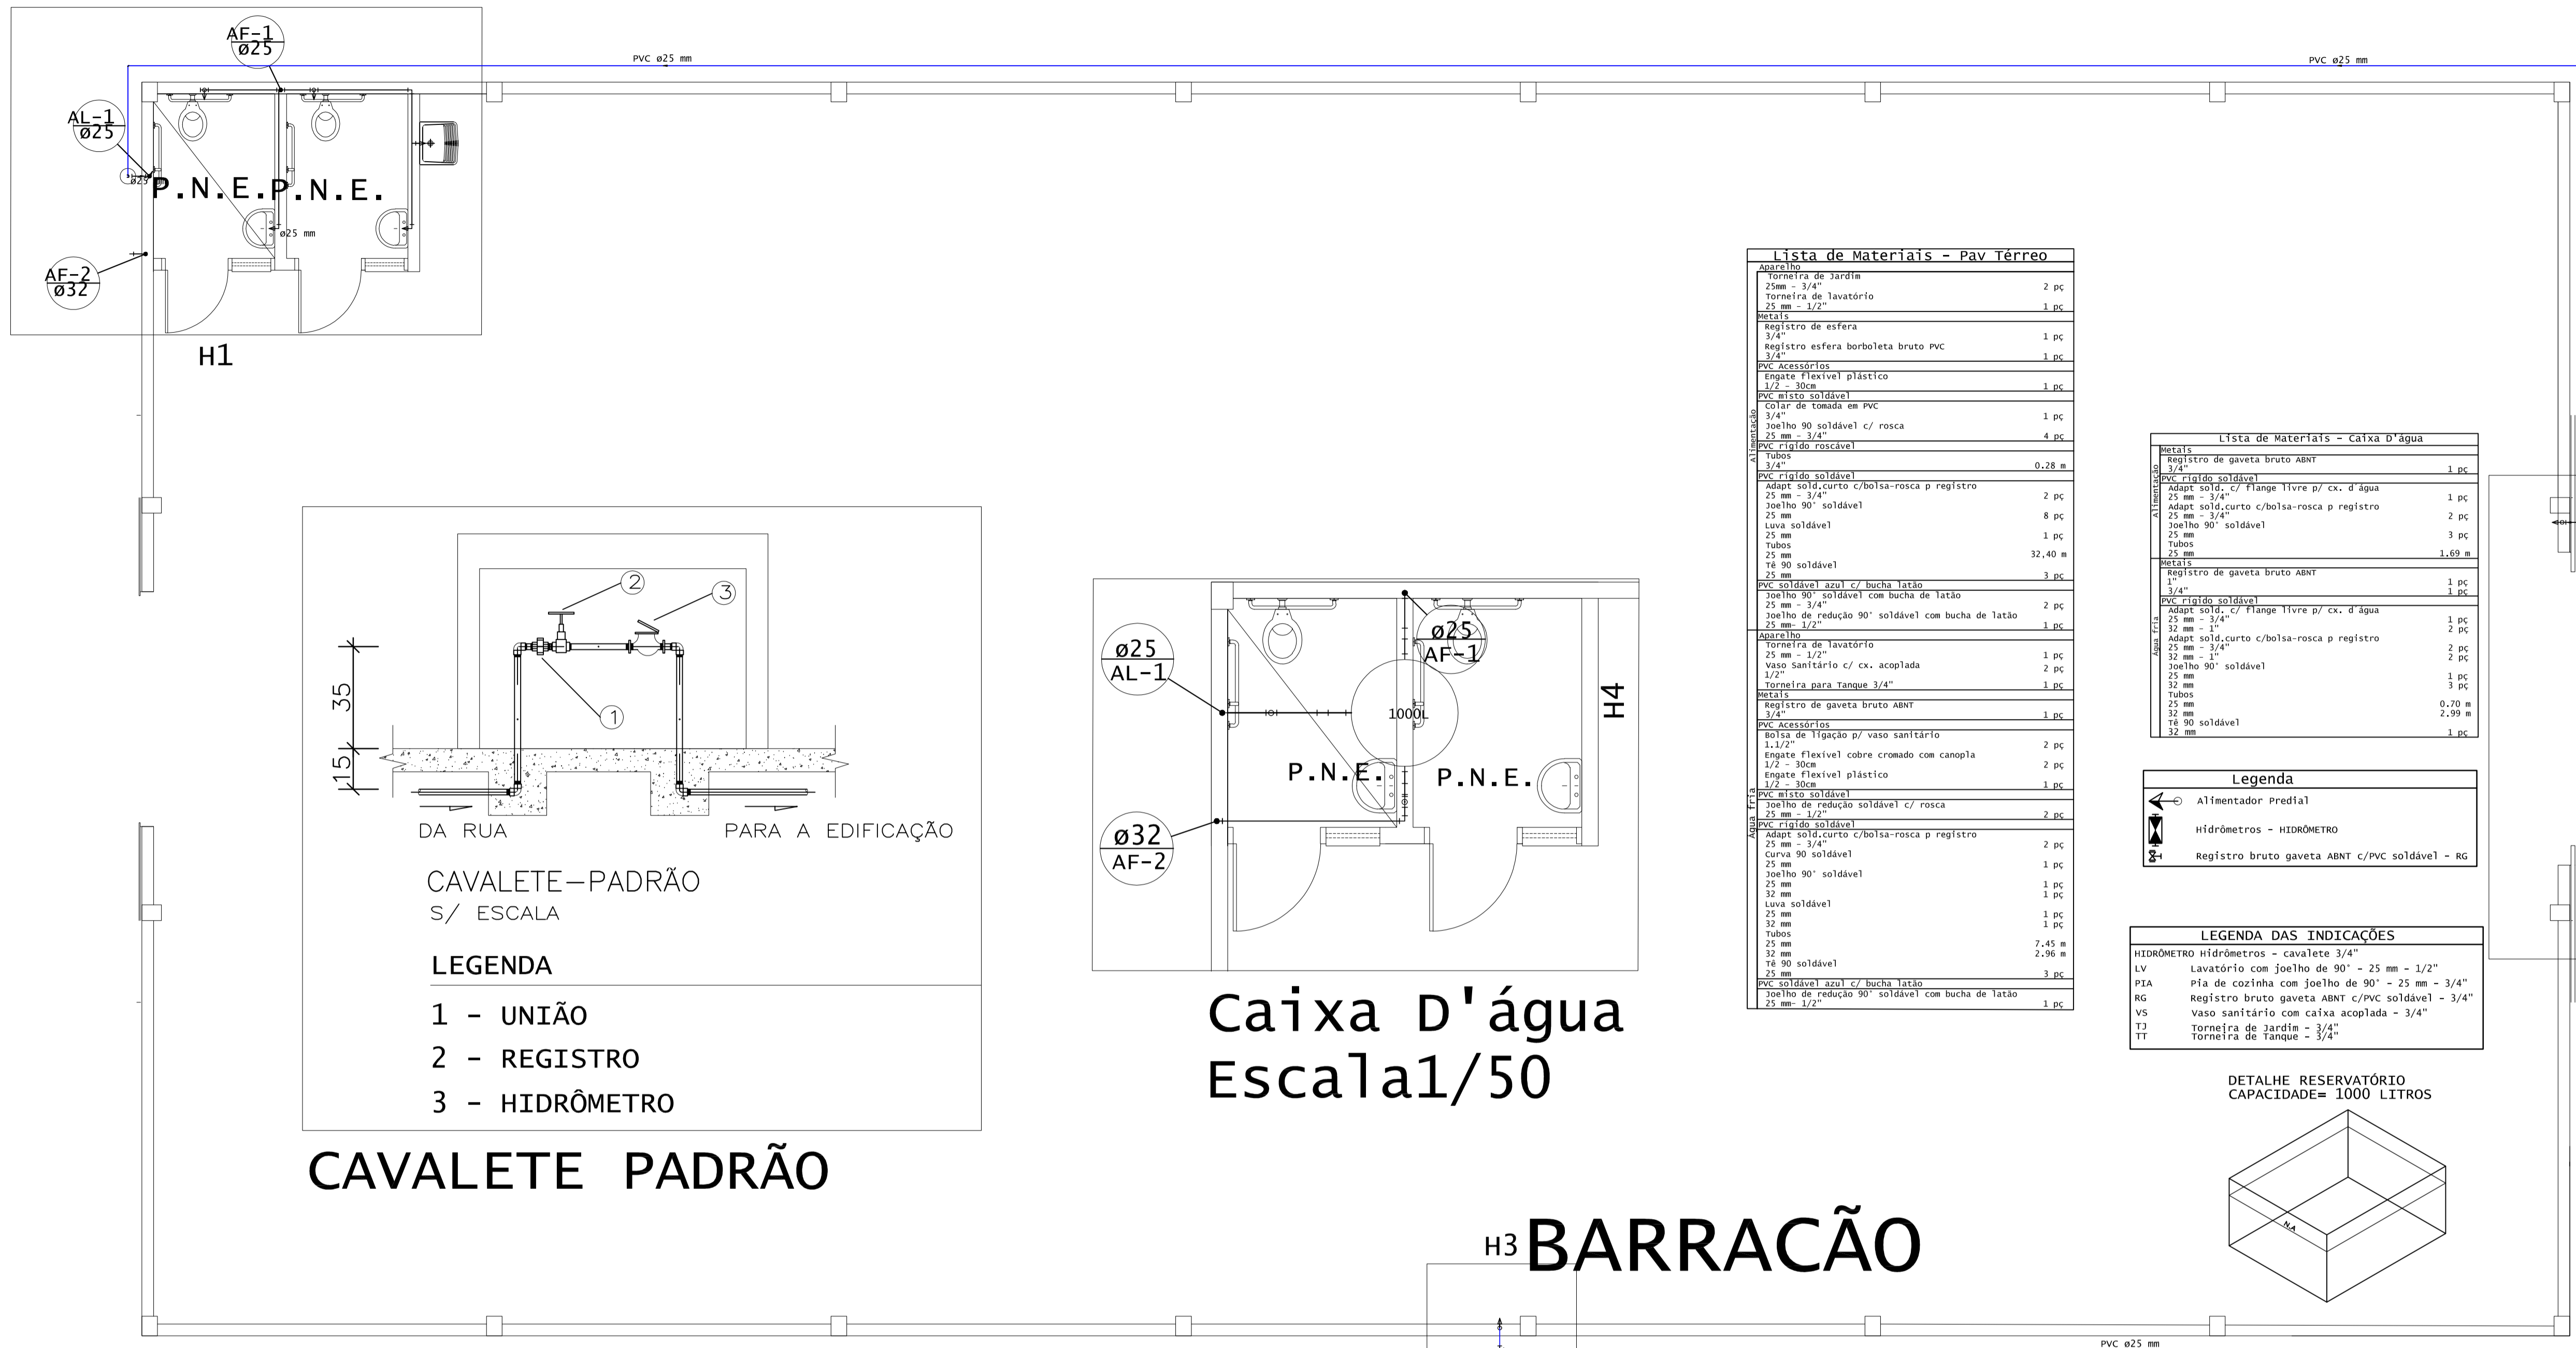 AF-1
ø25
PVC ø25 mm
PVC ø25 mm
AL-1
ø25
ø25
P.N.E.
P.N.E.
ø25 mm
AF-2
ø32
H1
2
3
1
35
15
DA RUA
PARA A EDIFICAÇÃO
CAVALETE-PADRÃO
S/ ESCALA
LEGENDA
1 - UNIÃO
2 - REGISTRO
3 - HIDRÔMETRO
CAVALETE PADRÃO
ø25
AL-1
ø25
AF-1
1000L
H4
P.N.E.
P.N.E.
ø32
AF-2
Caixa D'água
Escala1/50
H3
BARRACÃO
Lista de Materiais - Pav Térreo
Alimentação
Aparelho
Torneira de Jardim
25mm - 3/4" 2 pç
Torneira de lavatório
25 mm - 1/2" 1 pç
Metais
Registro de esfera
3/4" 1 pç
Registro esfera borboleta bruto PVC
3/4" 1 pç
PVC Acessórios
Engate flexível plástico
1/2 - 30cm 1 pç
PVC misto soldável
Colar de tomada em PVC
3/4" 1 pç
Joelho 90 soldável c/ rosca
25 mm - 3/4" 4 pç
PVC rígido roscável
Tubos
3/4" 0.28 m
PVC rígido soldável
Adapt sold.curto c/bolsa-rosca p registro
25 mm - 3/4" 2 pç
Joelho 90° soldável
25 mm 8 pç
Luva soldável
25 mm 1 pç
Tubos
25 mm 32,40 m
Tê 90 soldável
25 mm 3 pç
PVC soldável azul c/ bucha latão
Joelho 90° soldável com bucha de latão
25 mm - 3/4" 2 pç
Joelho de redução 90° soldável com bucha de latão
25 mm- 1/2" 1 pç
Água fria
Aparelho
Torneira de lavatório
25 mm - 1/2" 1 pç
Vaso Sanitário c/ cx. acoplada 2 pç
1/2"
Torneira para Tanque 3/4" 1 pç
Metais
Registro de gaveta bruto ABNT
3/4" 1 pç
PVC Acessórios
Bolsa de ligação p/ vaso sanitário
1.1/2" 2 pç
Engate flexível cobre cromado com canopla
1/2 - 30cm 2 pç
Engate flexível plástico
1/2 - 30cm 1 pç
PVC misto soldável
Joelho de redução soldável c/ rosca
25 mm - 1/2" 2 pç
PVC rígido soldável
Adapt sold.curto c/bolsa-rosca p registro
25 mm - 3/4" 2 pç
Curva 90 soldável
25 mm 1 pç
Joelho 90° soldável
25 mm 1 pç
32 mm 1 pç
Luva soldável
25 mm 1 pç
32 mm 1 pç
Tubos
25 mm 7.45 m
32 mm 2.96 m
Tê 90 soldável
25 mm 3 pç
PVC soldável azul c/ bucha latão
Joelho de redução 90° soldável com bucha de latão
25 mm- 1/2" 1 pç
Lista de Materiais - Caixa D'água
Alimentação
Metais
Registro de gaveta bruto ABNT
3/4" 1 pç
PVC rígido soldável
Adapt sold. c/ flange livre p/ cx. d´água
25 mm - 3/4" 1 pç
Adapt sold.curto c/bolsa-rosca p registro
25 mm - 3/4" 2 pç
Joelho 90° soldável
25 mm 3 pç
Tubos
25 mm 1.69 m
Água fria
Metais
Registro de gaveta bruto ABNT
1" 1 pç
3/4" 1 pç
PVC rígido soldável
Adapt sold. c/ flange livre p/ cx. d´água
25 mm - 3/4" 1 pç
32 mm - 1" 2 pç
Adapt sold.curto c/bolsa-rosca p registro
25 mm - 3/4" 2 pç
32 mm - 1" 2 pç
Joelho 90° soldável
25 mm 1 pç
32 mm 3 pç
Tubos
25 mm 0.70 m
32 mm 2.99 m
Tê 90 soldável
32 mm 1 pç
Legenda
Alimentador Predial
Hidrômetros - HIDRÔMETRO
Registro bruto gaveta ABNT c/PVC soldável - RG
LEGENDA DAS INDICAÇÕES
HIDRÔMETRO Hidrômetros - cavalete 3/4"
LV Lavatório com joelho de 90° - 25 mm - 1/2"
PIA Pia de cozinha com joelho de 90° - 25 mm - 3/4"
RG Registro bruto gaveta ABNT c/PVC soldável - 3/4"
VS Vaso sanitário com caixa acoplada - 3/4"
TJ Torneira de Jardim - 3/4"
TT Torneira de Tanque - 3/4"
DETALHE RESERVATÓRIO
CAPACIDADE= 1000 LITROS
N.A
PVC ø25 mm